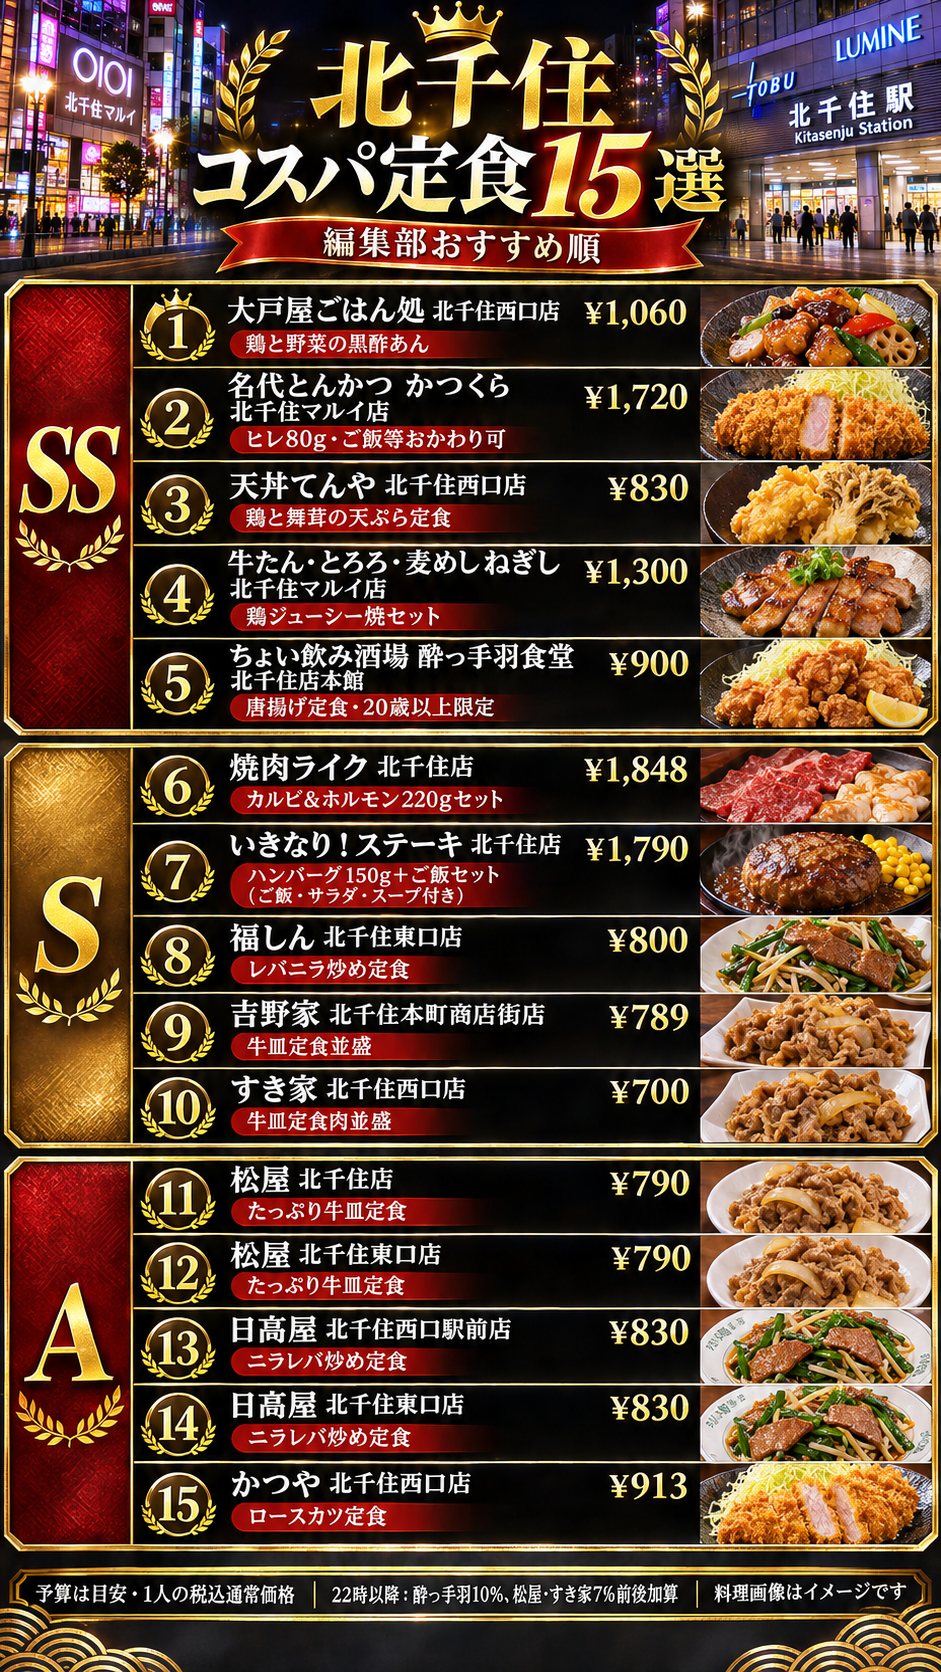 OIOI
北千住マルイ
LUMINE
TOBU
北千住駅
Kitasenju Station
北千住
コスパ定食15選
編集部おすすめ順
SS
1
大戸屋ごはん処 北千住西口店
¥1,060
鶏と野菜の黒酢あん
2
名代とんかつ かつくら
北千住マルイ店
¥1,720
ヒレ80g・ご飯等おかわり可
3
天丼てんや 北千住西口店
¥830
鶏と舞茸の天ぷら定食
4
牛たん・とろろ・麦めし ねぎし
北千住マルイ店
¥1,300
鶏ジューシー焼セット
5
ちょい飲み酒場 酔っ手羽食堂
北千住店本館
¥900
唐揚げ定食・20歳以上限定
S
6
焼肉ライク 北千住店
¥1,848
カルビ&ホルモン220gセット
7
いきなり！ステーキ 北千住店
¥1,790
ハンバーグ150g＋ご飯セット
（ご飯・サラダ・スープ付き）
8
福しん 北千住東口店
¥800
レバニラ炒め定食
9
吉野家 北千住本町商店街店
¥789
牛皿定食並盛
10
すき家 北千住西口店
¥700
牛皿定食肉並盛
A
11
松屋 北千住店
¥790
たっぷり牛皿定食
12
松屋 北千住東口店
¥790
たっぷり牛皿定食
13
日高屋 北千住西口駅前店
¥830
ニラレバ炒め定食
14
日高屋 北千住東口店
¥830
ニラレバ炒め定食
15
かつや 北千住西口店
¥913
ロースカツ定食
予算は目安・1人の税込通常価格
22時以降：酔っ手羽10%、松屋・すき家7%前後加算
料理画像はイメージです